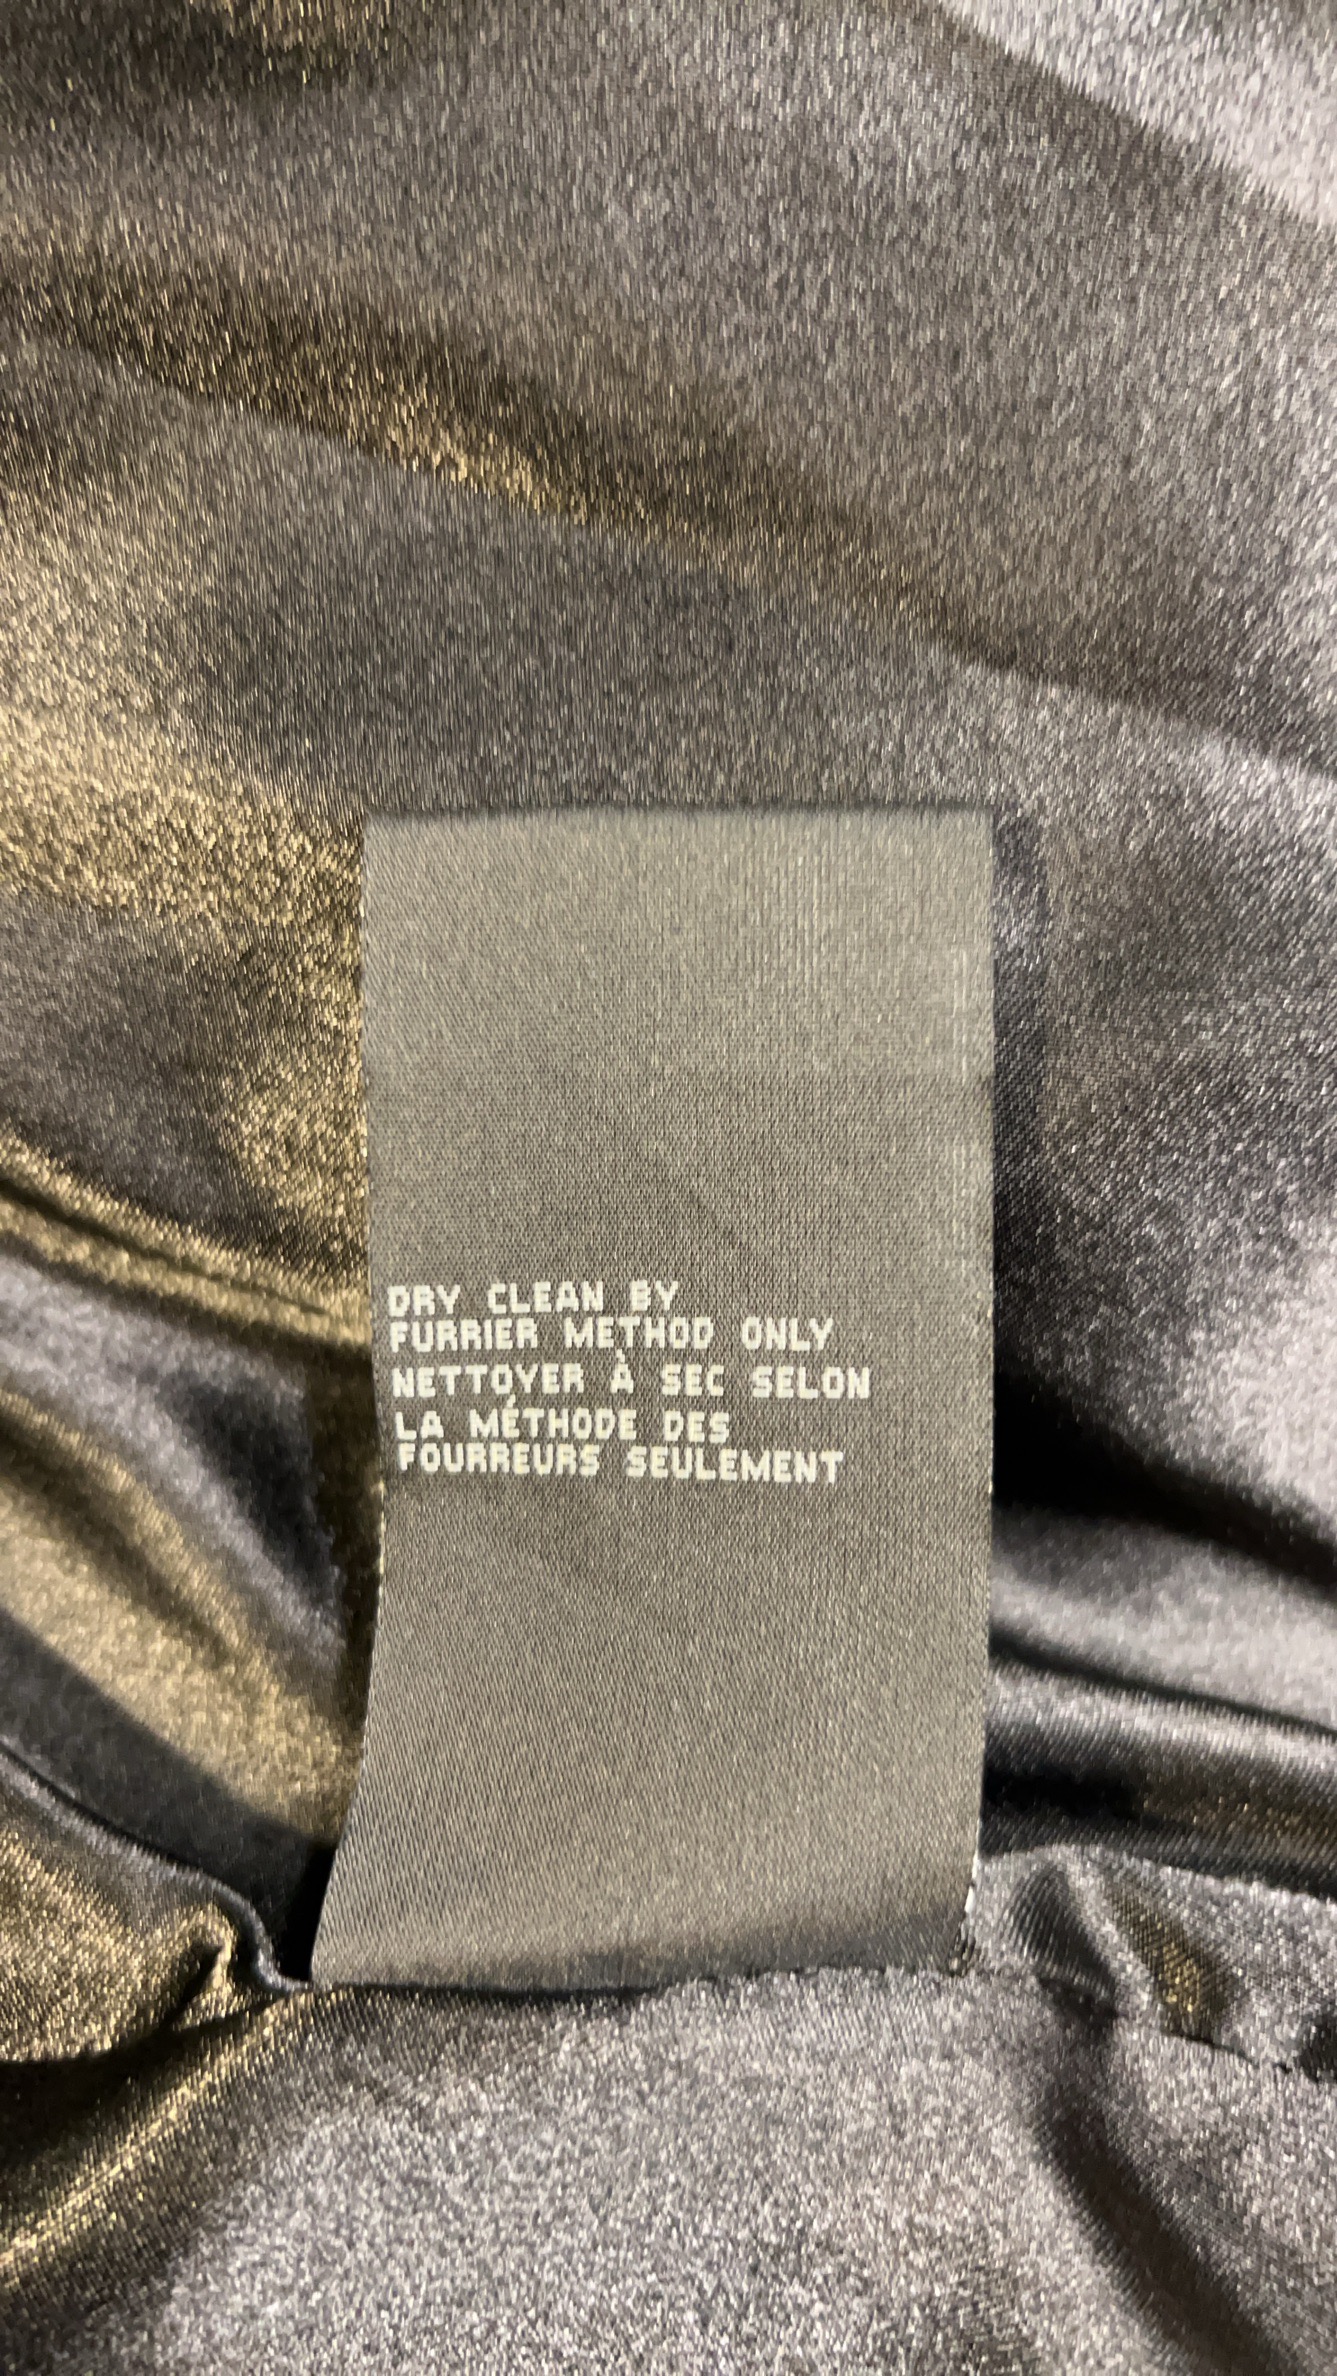 DRY CLEAN BY
FURRIER METHOD ONLY
NETTOYER À SEC SELON
LA MÉTHODE DES
FOURREURS SEULEMENT